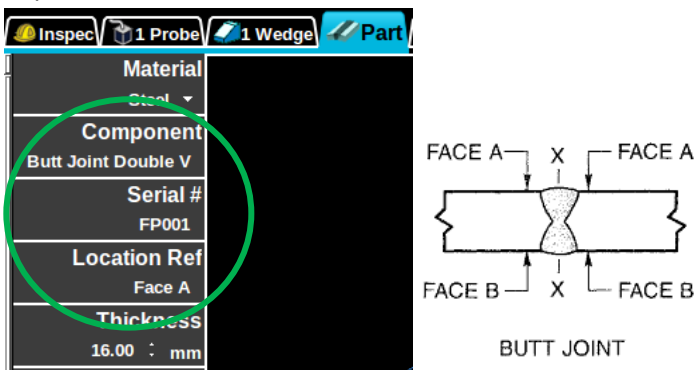 Inspec 1 Probe 1 Wedge Part
Material
Steel
Component
Butt Joint Double V
Serial #
FP001
Location Ref
Face A
Thickness
16.00 mm
FACE A X FACE A
FACE B X FACE B
BUTT JOINT